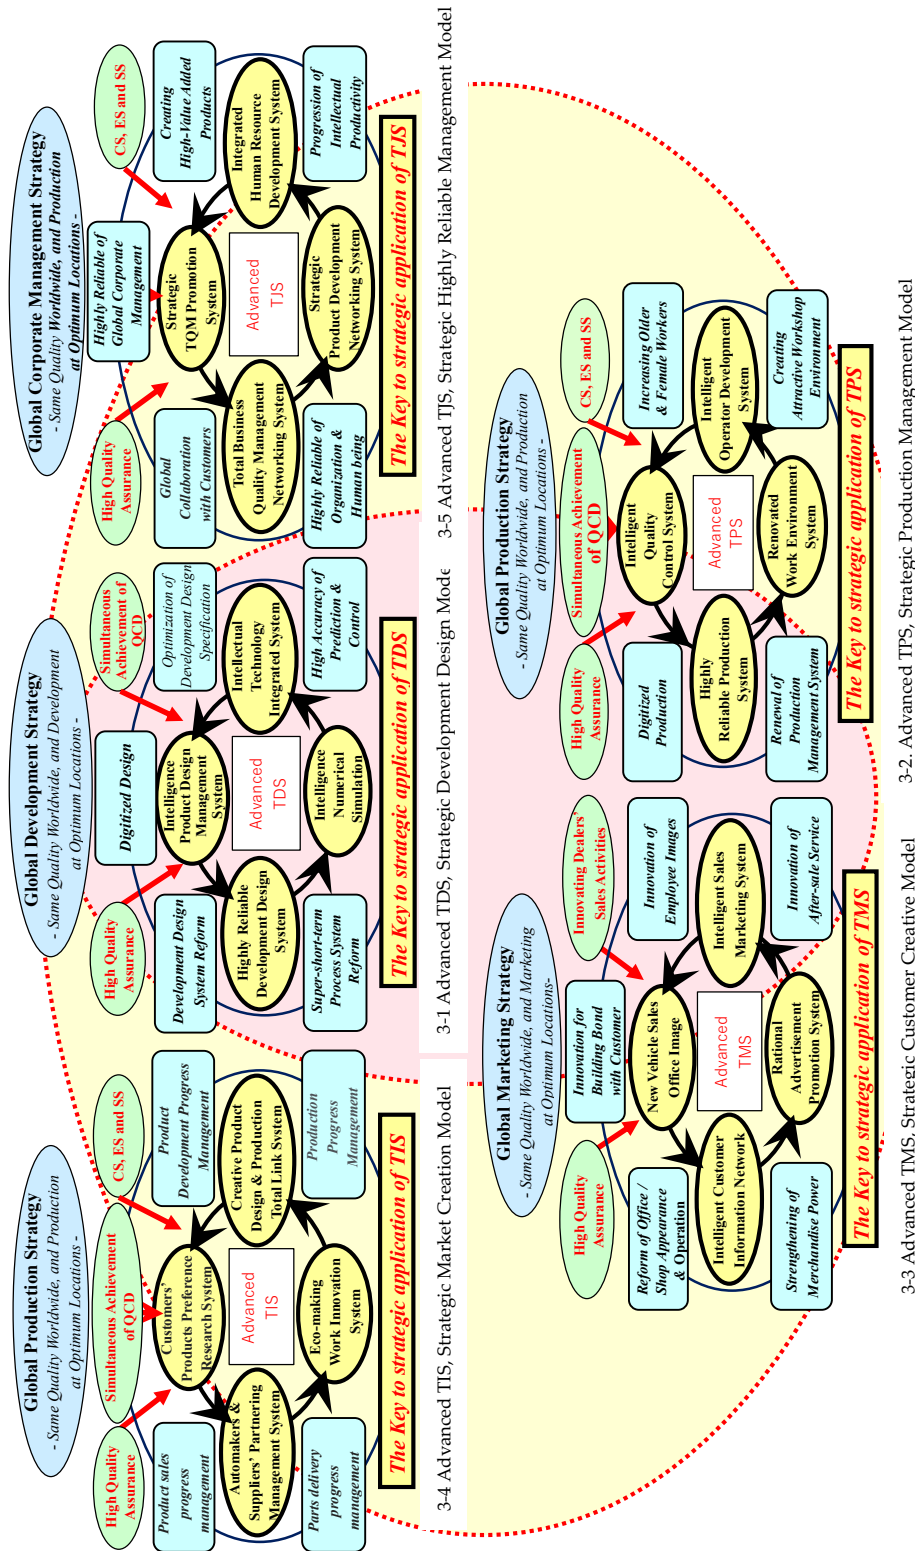 Global Production Strategy
- Same Quality Worldwide, and Production
at Optimum Locations -
High Quality
Assurance
Simultaneous Achievement
of QCD
CS, ES and SS
Product sales
progress
management
Customers'
Products Preference
Research System
Product
Development Progress
Management
Automakers &
Suppliers' Partnering
Management System
Advanced
TIS
Creative Product
Design & Production
Total Link System
Parts delivery
progress
management
Eco-making
Work Innovation
System
Production
Progress
Management
The Key to strategic application of TIS
3-4 Advanced TIS, Strategic Market Creation Model
Global Development Strategy
- Same Quality Worldwide, and Development
at Optimum Locations -
High Quality
Assurance
Simultaneous
Achievement of
QCD
Development Design
System Reform
Digitized Design
Optimization of
Development Design
Specification
Intelligence
Product Design
Management
System
Highly Reliable
Development Design
System
Advanced
TDS
Intellectual
Technology
Integrated System
Super-short-term
Process System
Reform
Intelligence
Numerical
Simulation
High Accuracy of
Prediction &
Control
The Key to strategic application of TDS
3-1 Advanced TDS, Strategic Development Design Mode
Global Corporate Management Strategy
- Same Quality Worldwide, and Production
at Optimum Locations -
High Quality
Assurance
Highly Reliable of
Global Corporate
Management
CS, ES and SS
Global
Collaboration
with Customers
Strategic
TQM Promotion
System
Creating
High-Value Added
Products
Total Business
Quality Management
Networking System
Advanced
TJS
Integrated
Human Resource
Development System
Highly Reliable of
Organization &
Human being
Strategic
Product Development
Networking System
Progression of
Intellectual
Productivity
The Key to strategic application of TJS
3-5 Advanced TJS, Strategic Highly Reliable Management Model
Global Marketing Strategy
- Same Quality Worldwide, and Marketing
at Optimum Locations-
High Quality
Assurance
Innovation for
Building Bond
with Customer
Innovating Dealers'
Sales Activities
Reform of Office /
Shop Appearance
& Operation
New Vehicle Sales
Office Image
Innovation of
Employee Images
Intelligent Customer
Information Network
Advanced
TMS
Intelligent Sales
Marketing System
Strengthening of
Merchandise Power
Rational
Advertisement
Promotion System
Innovation of
After-sale Service
The Key to strategic application of TMS
3-3 Advanced TMS, Strategic Customer Creative Model
Global Production Strategy
- Same Quality Worldwide, and Production
at Optimum Locations -
High Quality
Assurance
Simultaneous Achievement
of QCD
CS, ES and SS
Digitized
Production
Intelligent
Quality
Control System
Increasing Older
& Female Workers
Highly
Reliable Production
System
Advanced
TPS
Intelligent
Operator Development
System
Renewal of
Production
Management System
Renovated
Work Environment
System
Creating
Attractive Workshop
Environment
The Key to strategic application of TPS
3-2. Advanced TPS, Strategic Production Management Model